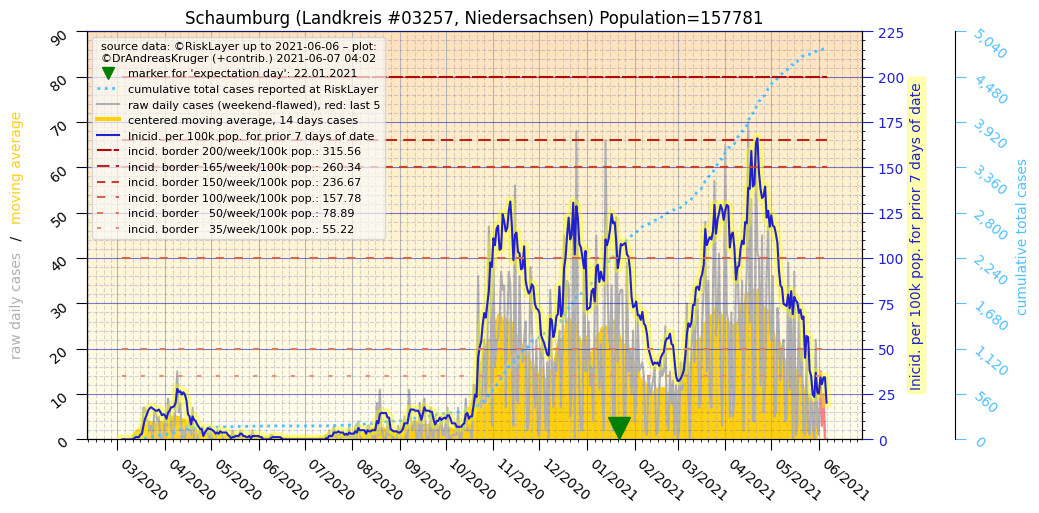 Schaumburg (Landkreis #03257, Niedersachsen) Population=157781
source data: ©RiskLayer up to 2021-06-06 – plot:
©DrAndreasKruger (+contrib.) 2021-06-07 04:02
marker for 'expectation day': 22.01.2021
cumulative total cases reported at RiskLayer
raw daily cases (weekend-flawed), red: last 5
centered moving average, 14 days cases
Inicid. per 100k pop. for prior 7 days of date
incid. border 200/week/100k pop.: 315.56
incid. border 165/week/100k pop.: 260.34
incid. border 150/week/100k pop.: 236.67
incid. border 100/week/100k pop.: 157.78
incid. border 50/week/100k pop.: 78.89
incid. border 35/week/100k pop.: 55.22
raw daily cases / moving average
90
80
70
60
50
40
30
20
10
0
225
200
175
150
125
100
75
50
25
0
Inicid. per 100k pop. for prior 7 days of date
5,040
4,480
3,920
3,360
2,800
2,240
1,680
1,120
560
0
cumulative total cases
03/2020
04/2020
05/2020
06/2020
07/2020
08/2020
09/2020
10/2020
11/2020
12/2020
01/2021
02/2021
03/2021
04/2021
05/2021
06/2021